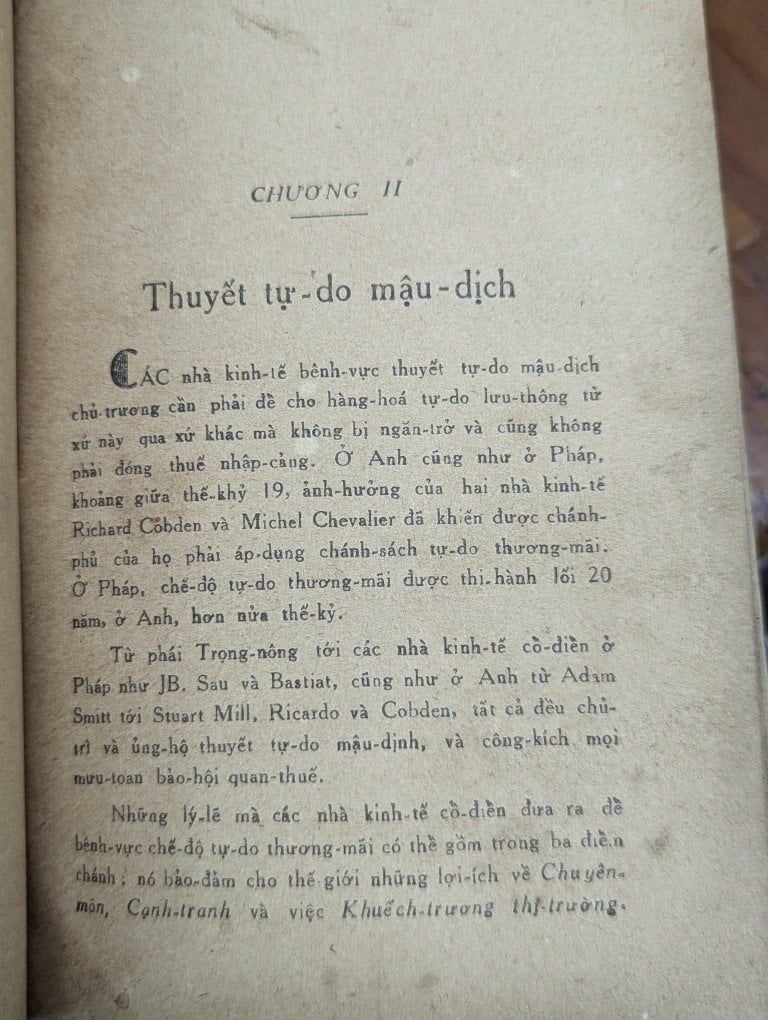 CHƯƠNG II
Thuyết tự-do mậu-dịch
CÁC nhà kinh-tế bênh-vực thuyết tự-do mậu-dịch
chủ-trương cần phải để cho hàng-hoá tự-do lưu-thông từ
xứ này qua xứ khác mà không bị ngăn-trở và cũng không
phải đóng thuế nhập-cảng. Ở Anh cũng như ở Pháp,
khoảng giữa thế-khỷ 19, ảnh-hưởng của hai nhà kinh-tế
Richard Cobden và Michel Chevalier đã khiến được chánh-
phủ của họ phải áp-dụng chánh-sách tự-do thương-mãi.
Ở Pháp, chế-độ tự-do thương-mãi được thi-hành lối 20
năm, ở Anh, hơn nửa thế-kỷ.
Từ phái Trọng-nông tới các nhà kinh-tế cổ-điển ở
Pháp như JB. Sau và Bastiat, cũng như ở Anh từ Adam
Smitt tới Stuart Mill, Ricardo và Cobden, tất cả đều chủ-
trì và ủng-hộ thuyết tự-do mậu-dịnh, và công-kích mọi
mưu-toan bảo-hội quan-thuế.
Những lý-lẽ mà các nhà kinh-tế cổ-điển đưa ra để
bênh-vực chế-độ tự-do thương-mãi có thể gồm trong ba điển
chánh; nó bảo-đảm cho thế-giới những lợi-ích về Chuyên-
môn, Cạnh-tranh và việc Khuếch-trương thị-trường.